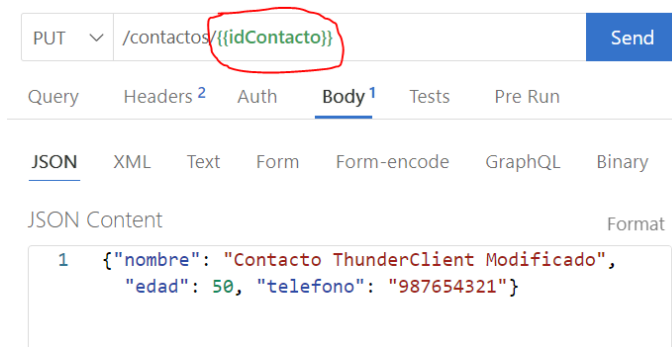 PUT /contactos/{{idContacto}} Send
Query Headers 2 Auth Body 1 Tests Pre Run
JSON XML Text Form Form-encode GraphQL Binary
JSON Content Format
1 {"nombre": "Contacto ThunderClient Modificado",
"edad": 50, "telefono": "987654321"}